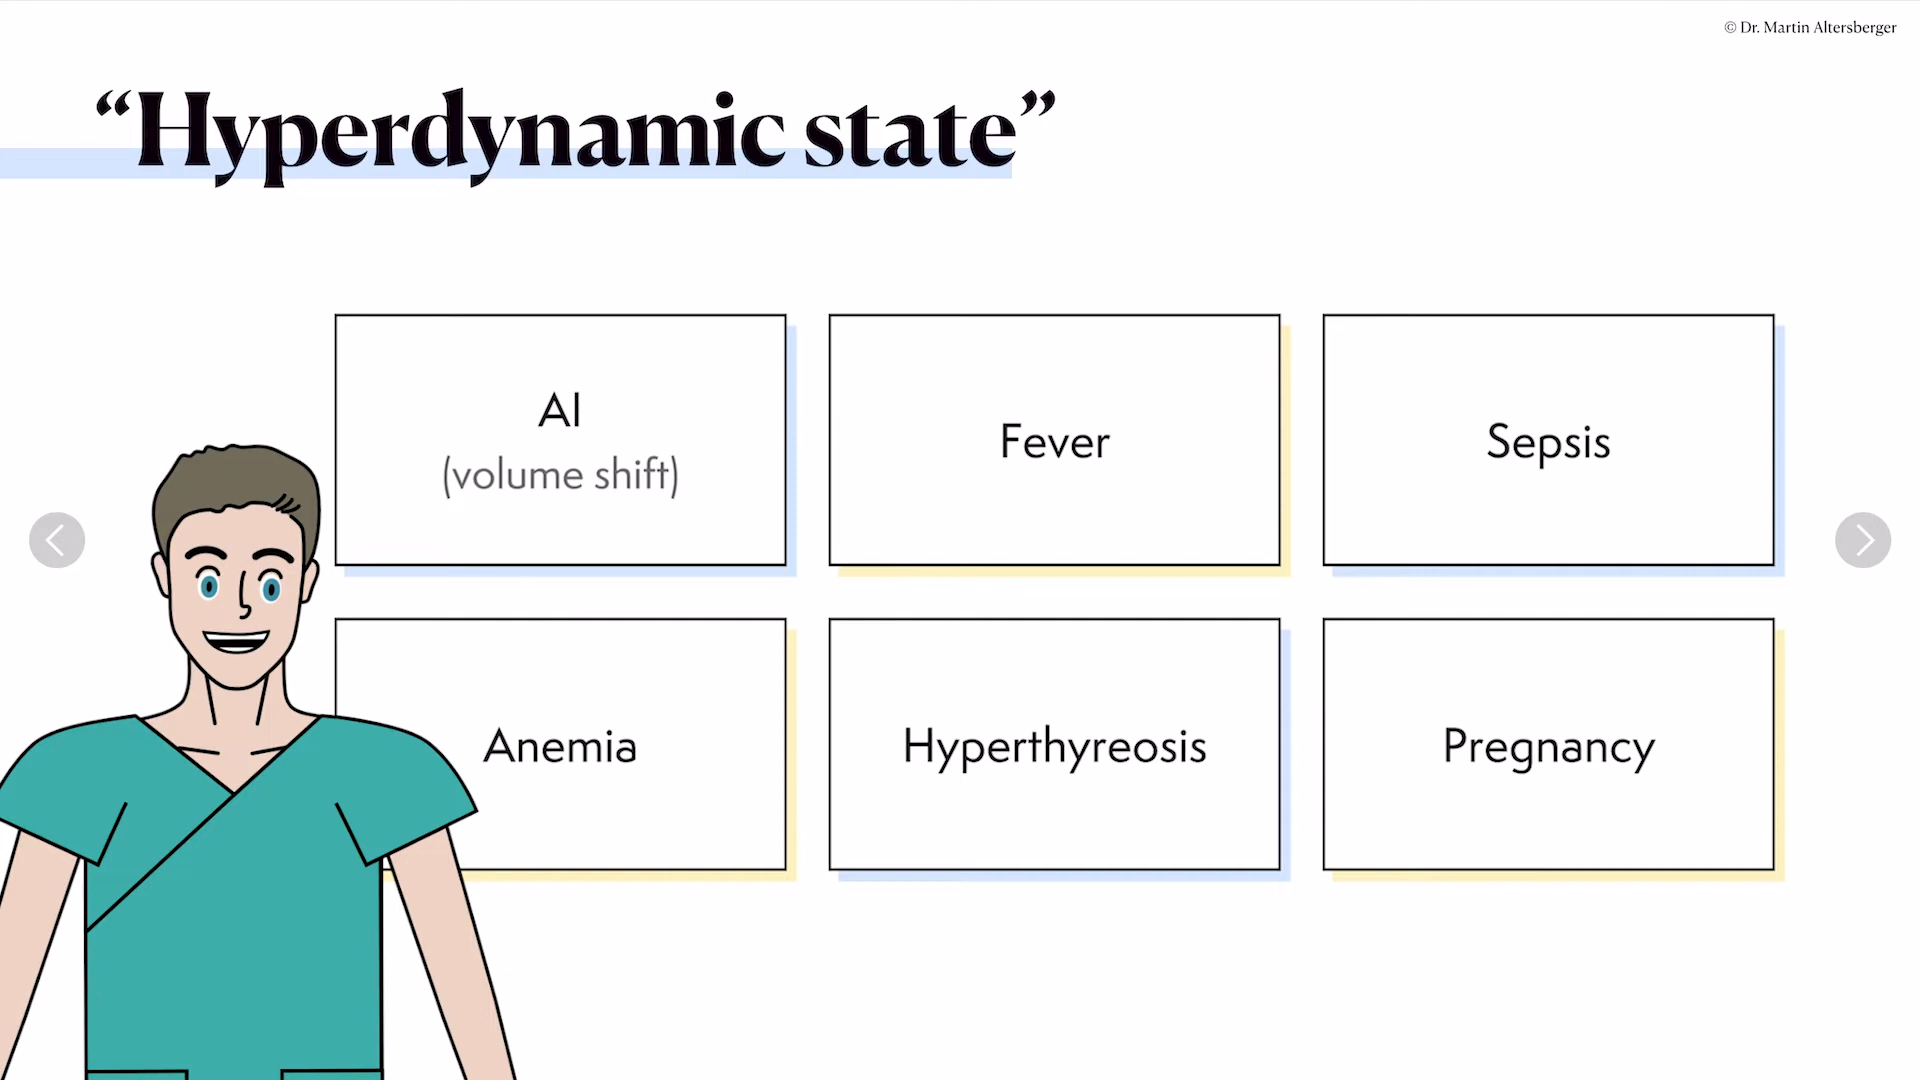 © Dr. Martin Altersberger
“Hyperdynamic state”
AI
(volume shift)
Fever
Sepsis
Anemia
Hyperthyreosis
Pregnancy